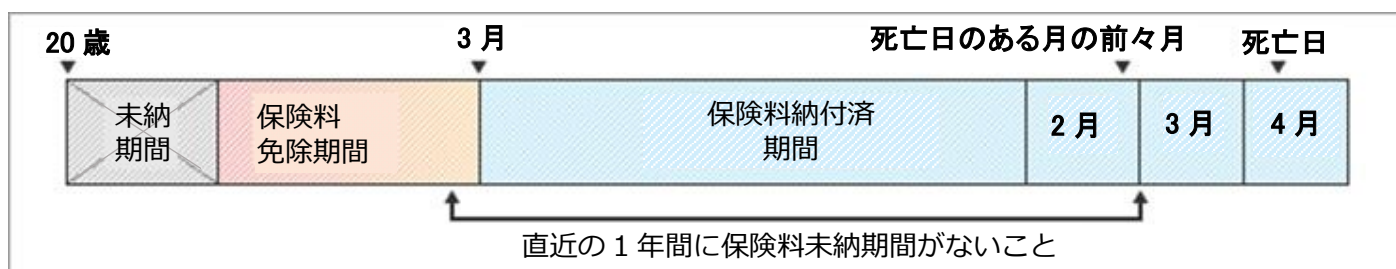 20 歳
3 月
死亡日のある月の前々月
死亡日
未納
期間
保険料
免除期間
保険料納付済
期間
2 月
3 月
4 月
直近の 1 年間に保険料未納期間がないこと